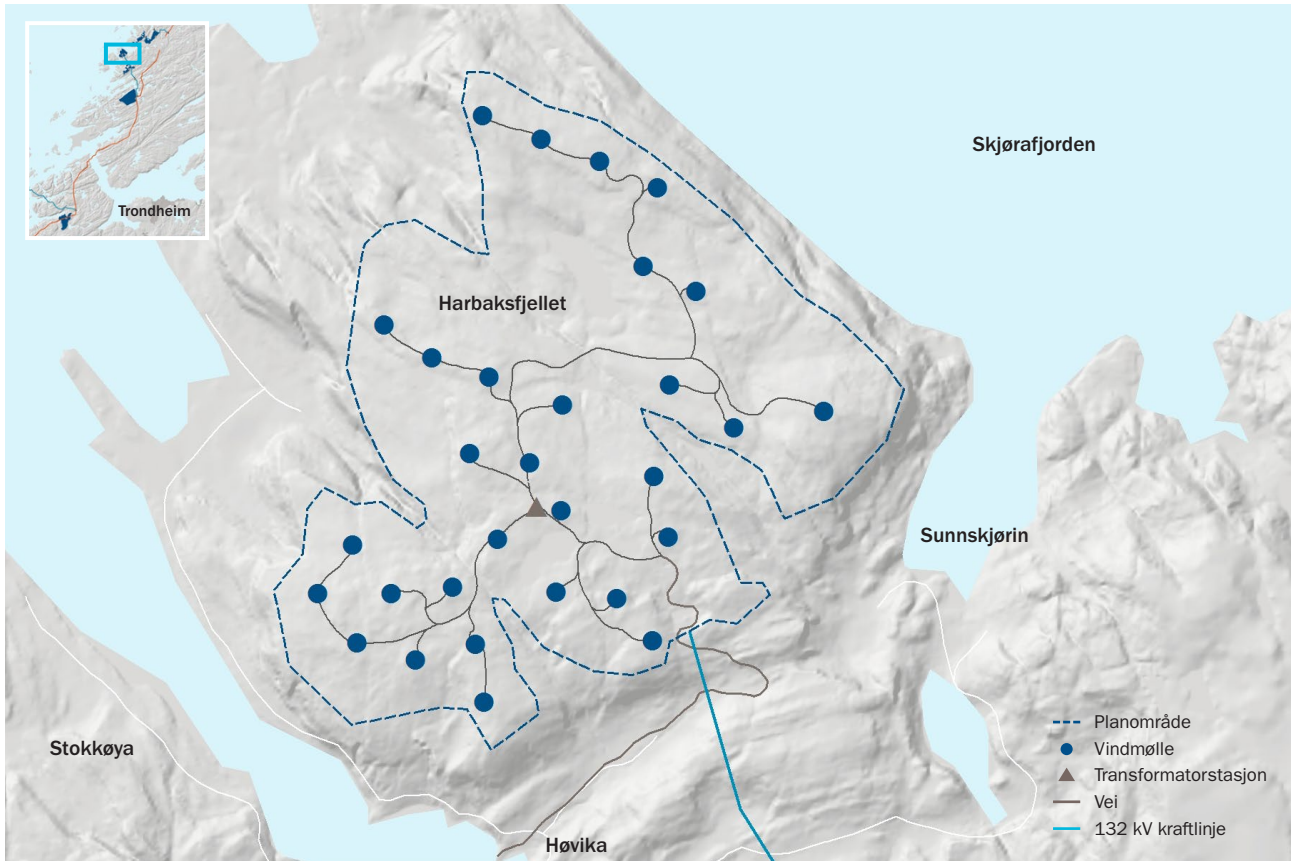 Trondheim
Skjørafjorden
Harbaksfjellet
Sunnskjørin
Stokkøya
Høvika
Planområde
Vindmølle
Transformatorstasjon
Vei
132 kV kraftlinje